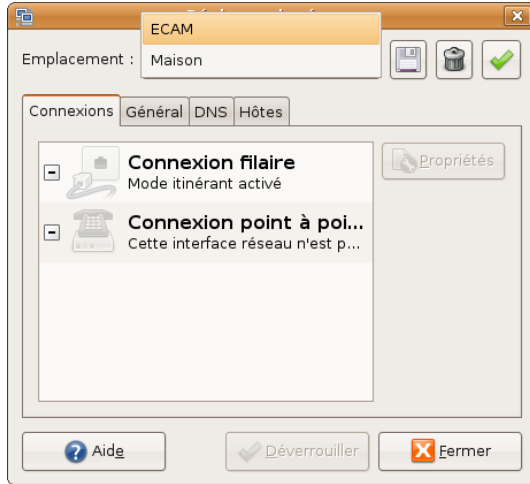 ECAM
Emplacement :
Maison
Connexions Général DNS Hôtes
Connexion filaire
Mode itinérant activé
Propriétés
Connexion point à poi...
Cette interface réseau n'est p...
Aide
Déverrouiller
Fermer